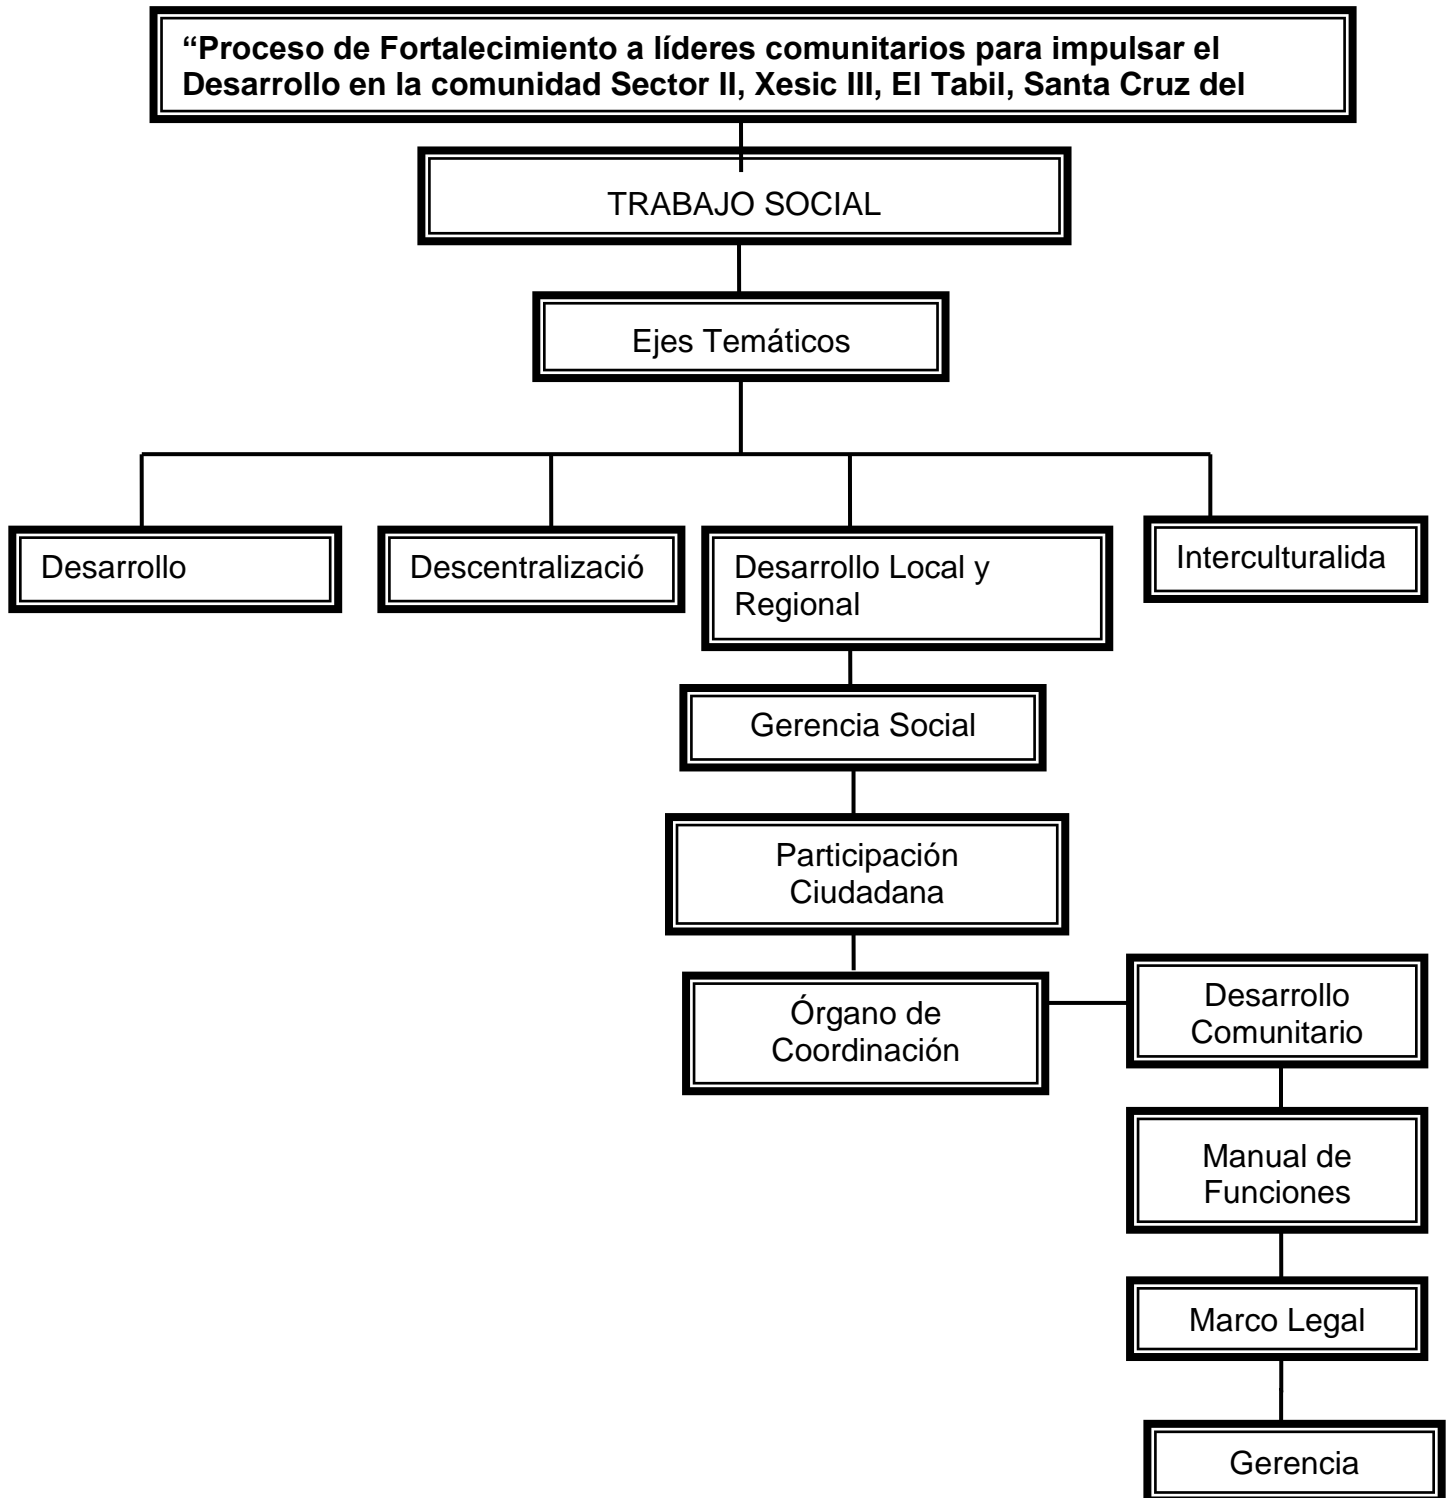 “Proceso de Fortalecimiento a líderes comunitarios para impulsar el
Desarrollo en la comunidad Sector II, Xesic III, El Tabil, Santa Cruz del
TRABAJO SOCIAL
Ejes Temáticos
Desarrollo
Descentralizació
Desarrollo Local y
Regional
Interculturalida
Gerencia Social
Participación
Ciudadana
Órgano de
Coordinación
Desarrollo
Comunitario
Manual de
Funciones
Marco Legal
Gerencia